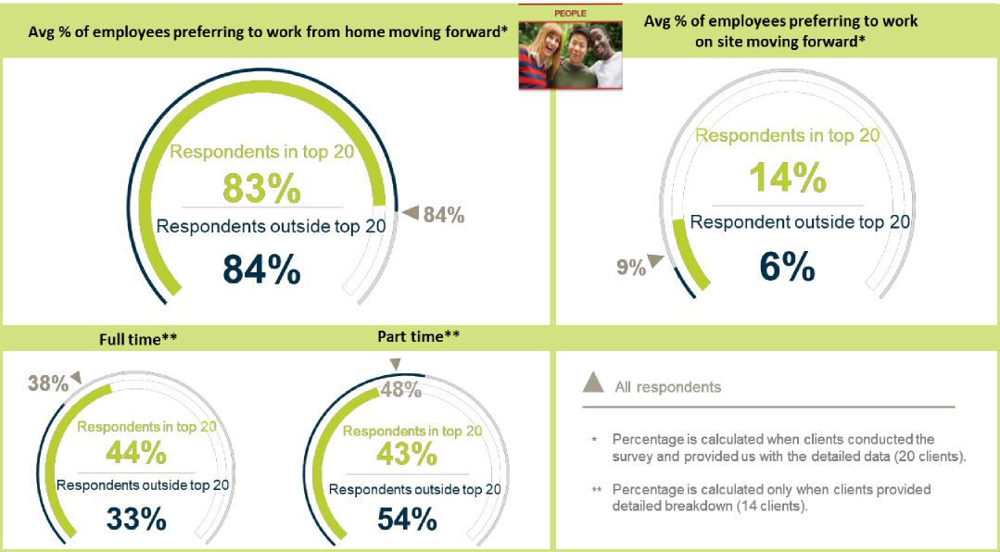 Avg % of employees preferring to work from home moving forward*
PEOPLE
Avg % of employees preferring to work
on site moving forward*
Respondents in top 20
83%
Respondents outside top 20
84%
84%
Respondents in top 20
14%
Respondent outside top 20
6%
9%
Full time**
Part time**
38%
Respondents in top 20
44%
Respondents outside top 20
33%
48%
Respondents in top 20
43%
Respondents outside top 20
54%
All respondents
* Percentage is calculated when clients conducted the
survey and provided us with the detailed data (20 clients).
** Percentage is calculated only when clients provided
detailed breakdown (14 clients).